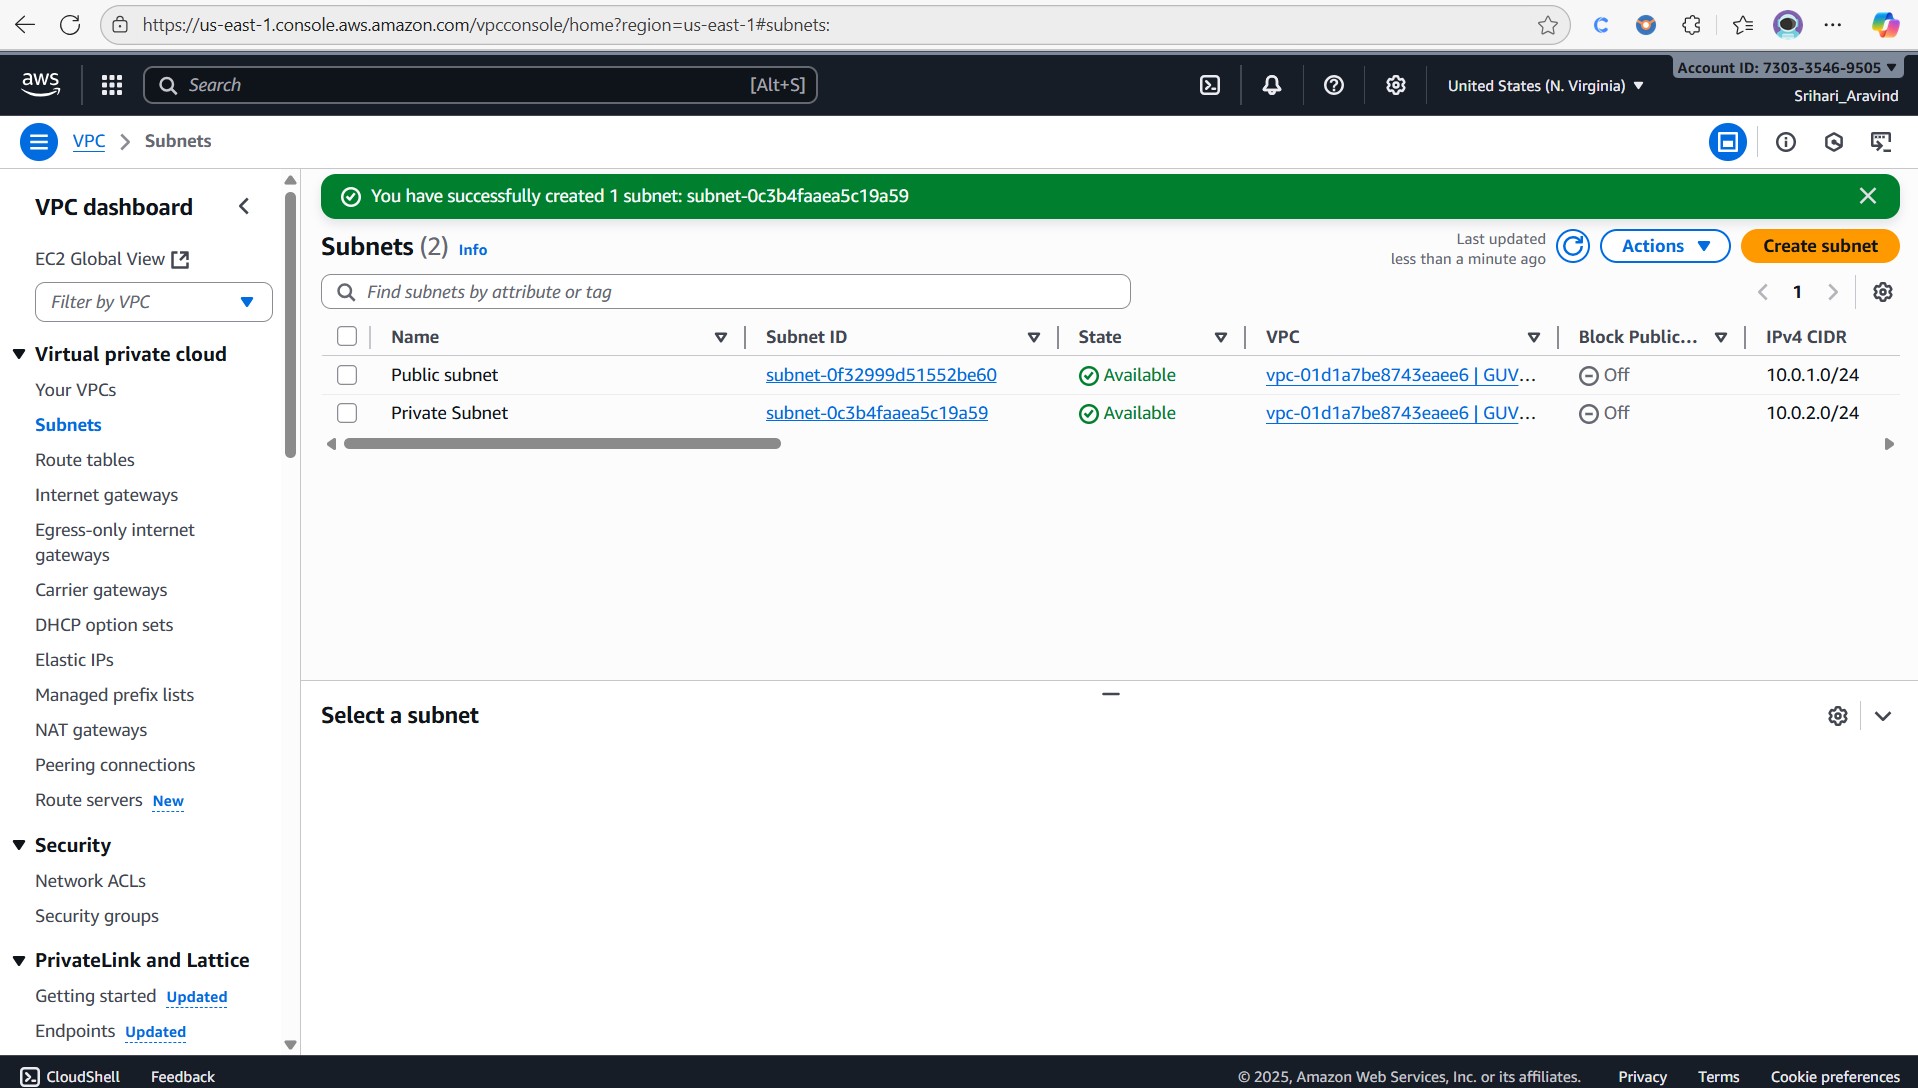 https://us-east-1.console.aws.amazon.com/vpcconsole/home?region=us-east-1#subnets:
aws
Search [Alt+S]
United States (N. Virginia)
Account ID: 7303-3546-9505
Srihari_Aravind
VPC Subnets
VPC dashboard
EC2 Global View
Filter by VPC
Virtual private cloud
Your VPCs
Subnets
Route tables
Internet gateways
Egress-only internet
gateways
Carrier gateways
DHCP option sets
Elastic IPs
Managed prefix lists
NAT gateways
Peering connections
Route servers New
Security
Network ACLs
Security groups
PrivateLink and Lattice
Getting started Updated
Endpoints Updated
You have successfully created 1 subnet: subnet-0c3b4faaea5c19a59
Subnets (2) Info
Last updated
less than a minute ago
Actions
Create subnet
Find subnets by attribute or tag
1
Name Subnet ID State VPC Block Public... IPv4 CIDR
Public subnet subnet-0f32999d51552be60 Available vpc-01d1a7be8743eaee6 | GUV... Off 10.0.1.0/24
Private Subnet subnet-0c3b4faaea5c19a59 Available vpc-01d1a7be8743eaee6 | GUV... Off 10.0.2.0/24
Select a subnet
CloudShell Feedback © 2025, Amazon Web Services, Inc. or its affiliates. Privacy Terms Cookie preferences